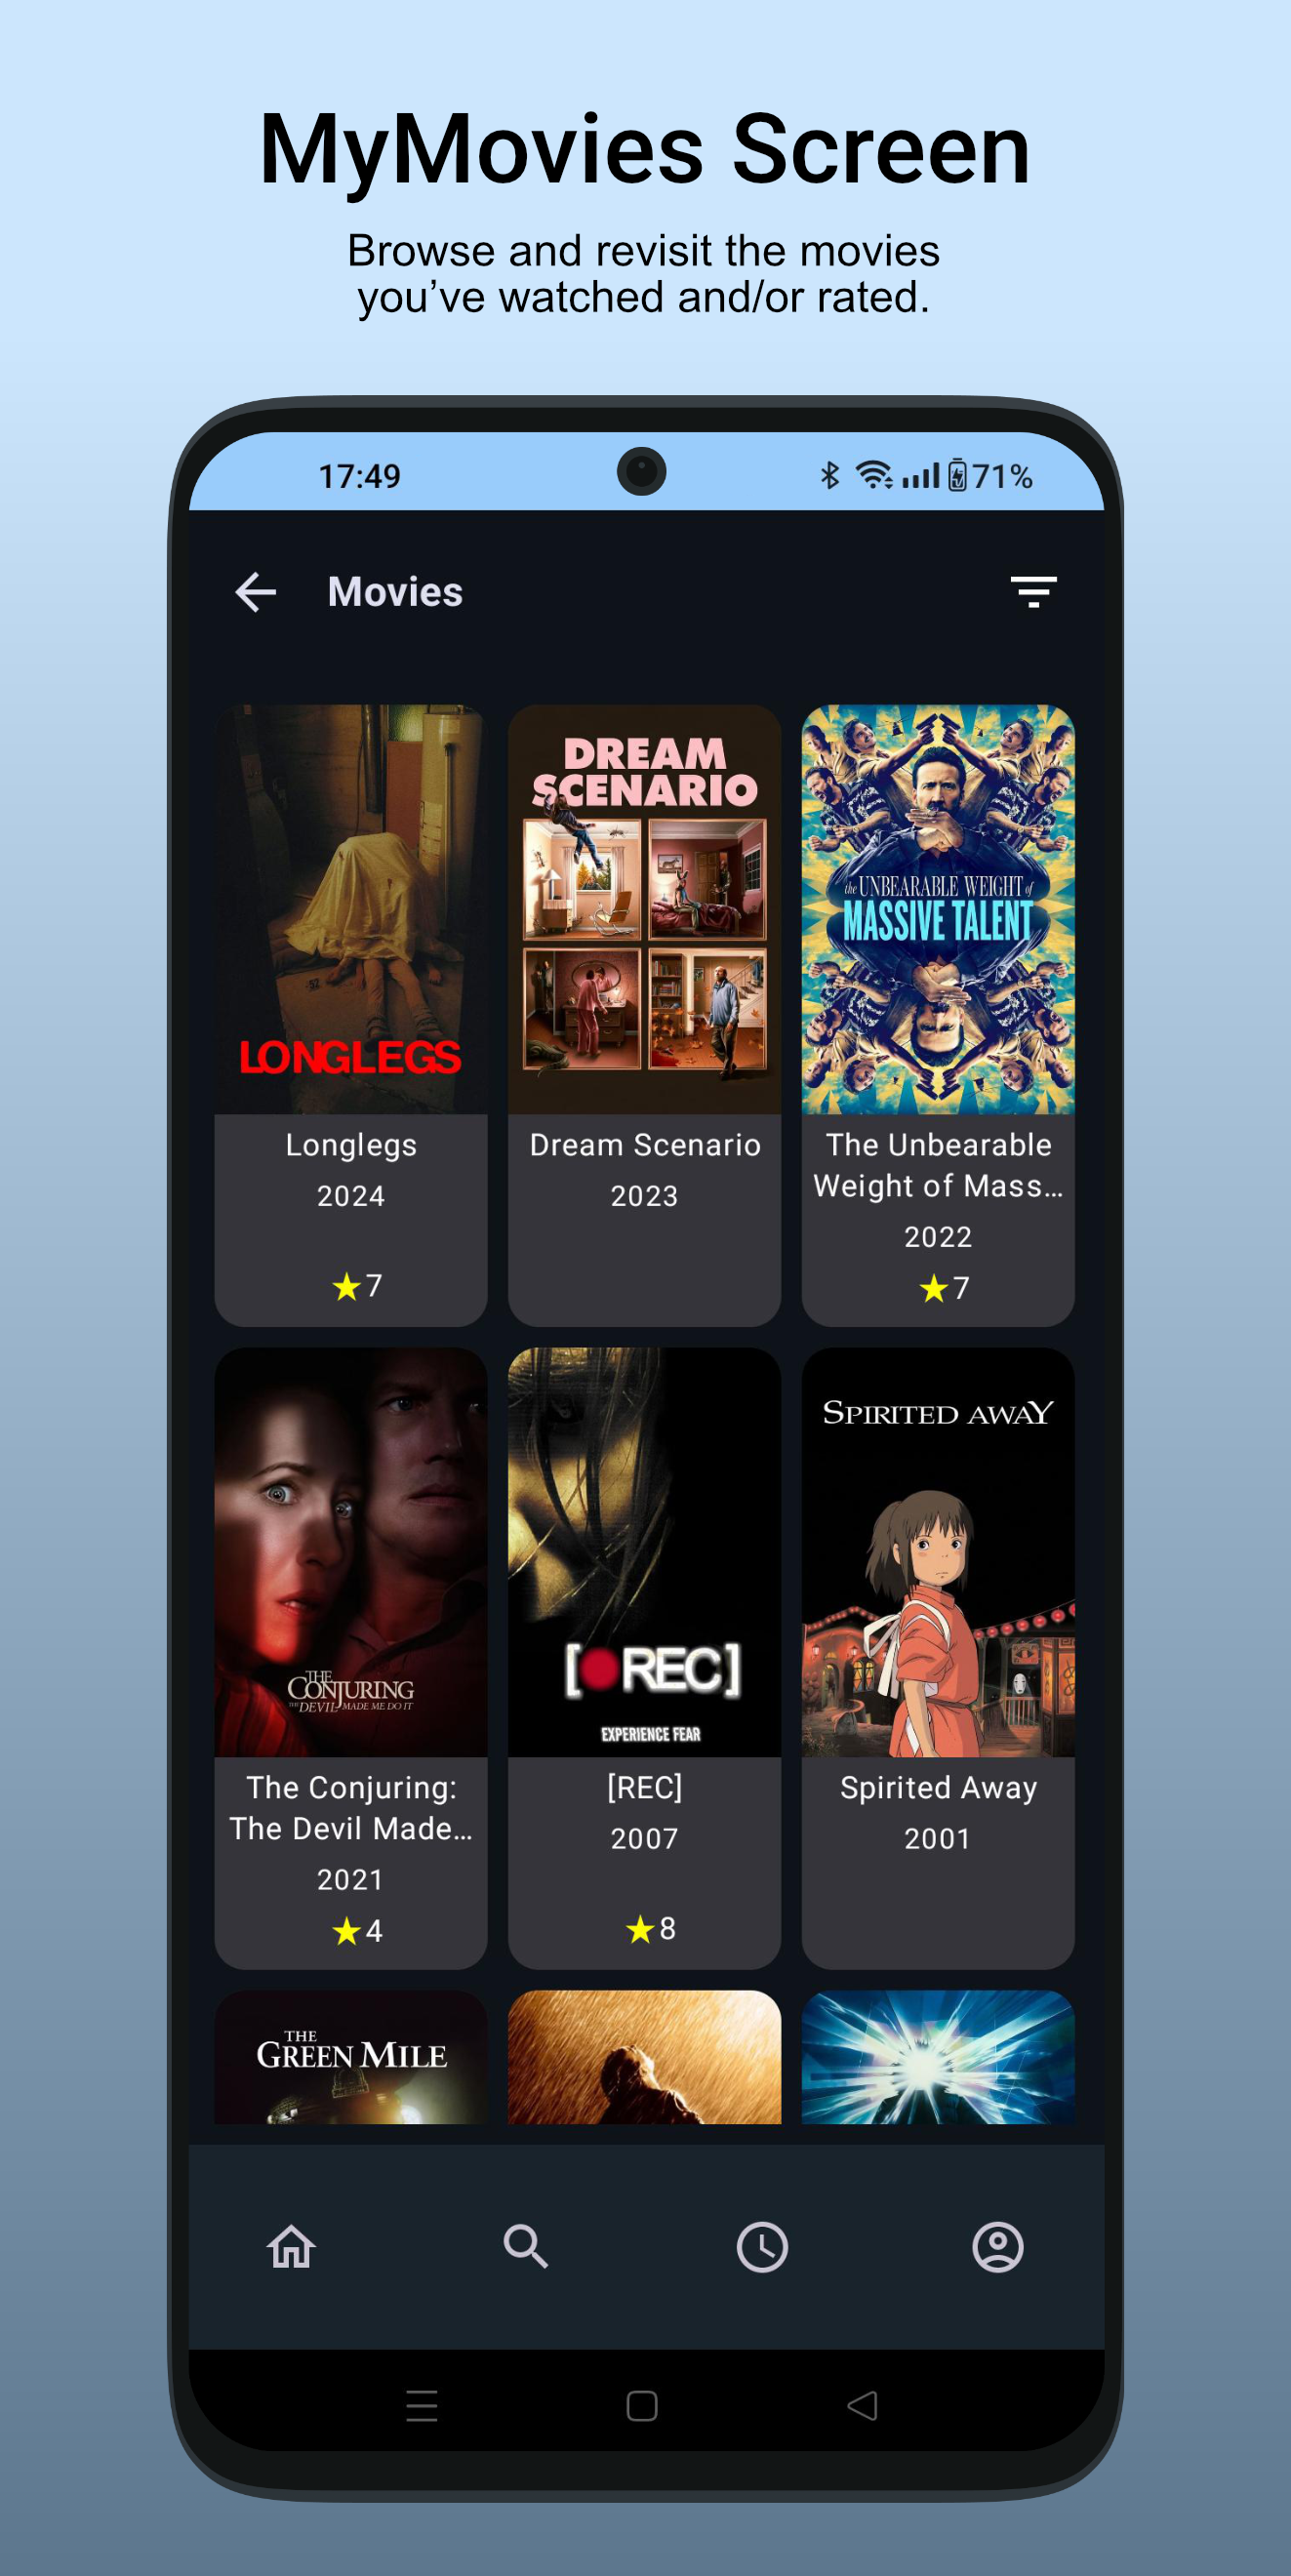 MyMovies Screen
Browse and revisit the movies
you’ve watched and/or rated.
17:49
71%
Movies
LONGLEGS
DREAM
SCENARIO
the UNBEARABLE WEIGHT of
MASSIVE TALENT
Longlegs
2024
7
Dream Scenario
2023
The Unbearable
Weight of Mass...
2022
7
THE
CONJURING
THE DEVIL MADE ME DO IT
[REC]
EXPERIENCE FEAR
SPIRITED AWAY
The Conjuring:
The Devil Made...
2021
4
[REC]
2007
8
Spirited Away
2001
THE
GREEN MILE